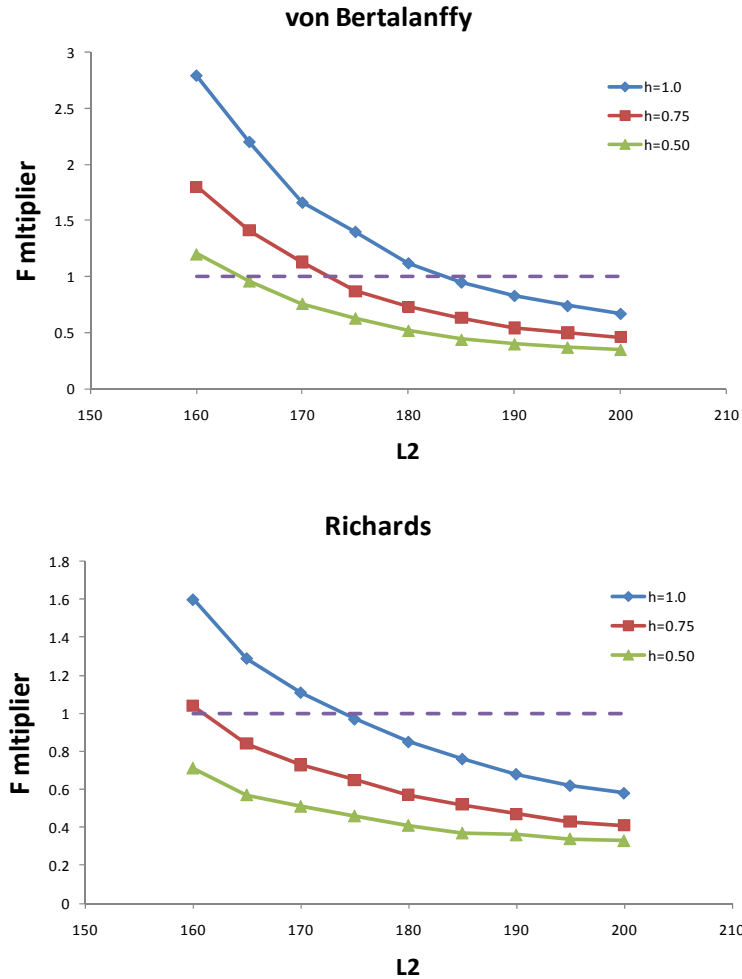 von Bertalanffy
3
2.5
2
1.5
1
0.5
0
F mltiplier
h=1.0
h=0.75
h=0.50
150 160 170 180 190 200 210
L2
Richards
1.8
1.6
1.4
1.2
1
0.8
0.6
0.4
0.2
0
F mltiplier
h=1.0
h=0.75
h=0.50
150 160 170 180 190 200 210
L2